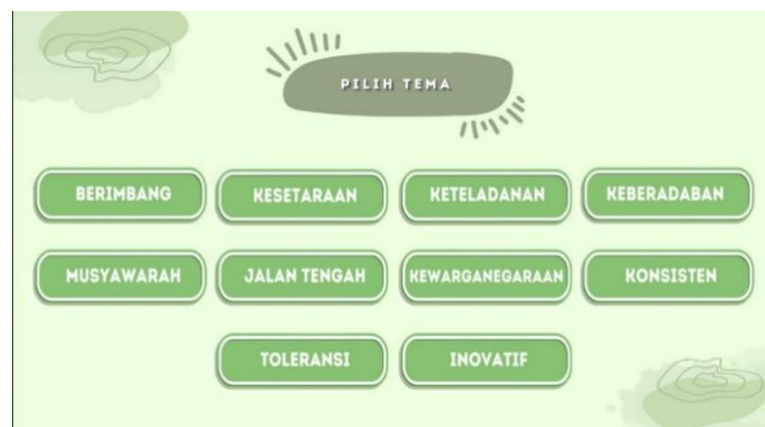 PILIH TEMA
BERIMBANG
KESETARAAN
KETELADANAN
KEBERADABAN
MUSYAWARAH
JALAN TENGAH
KEWARGANEGARAAN
KONSISTEN
TOLERANSI
INOVATIF